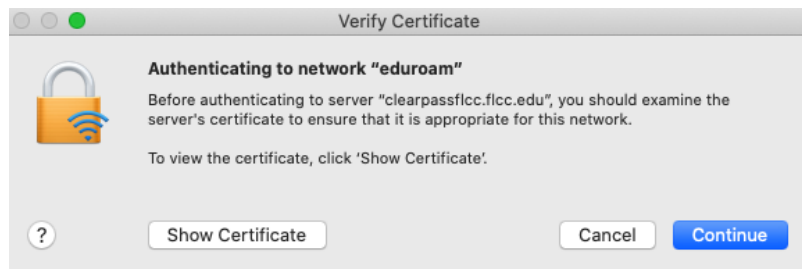 Verify Certificate
Authenticating to network “eduroam”
Before authenticating to server “clearpassflcc.flcc.edu”, you should examine the
server's certificate to ensure that it is appropriate for this network.
To view the certificate, click ‘Show Certificate’.
?
Show Certificate
Cancel
Continue